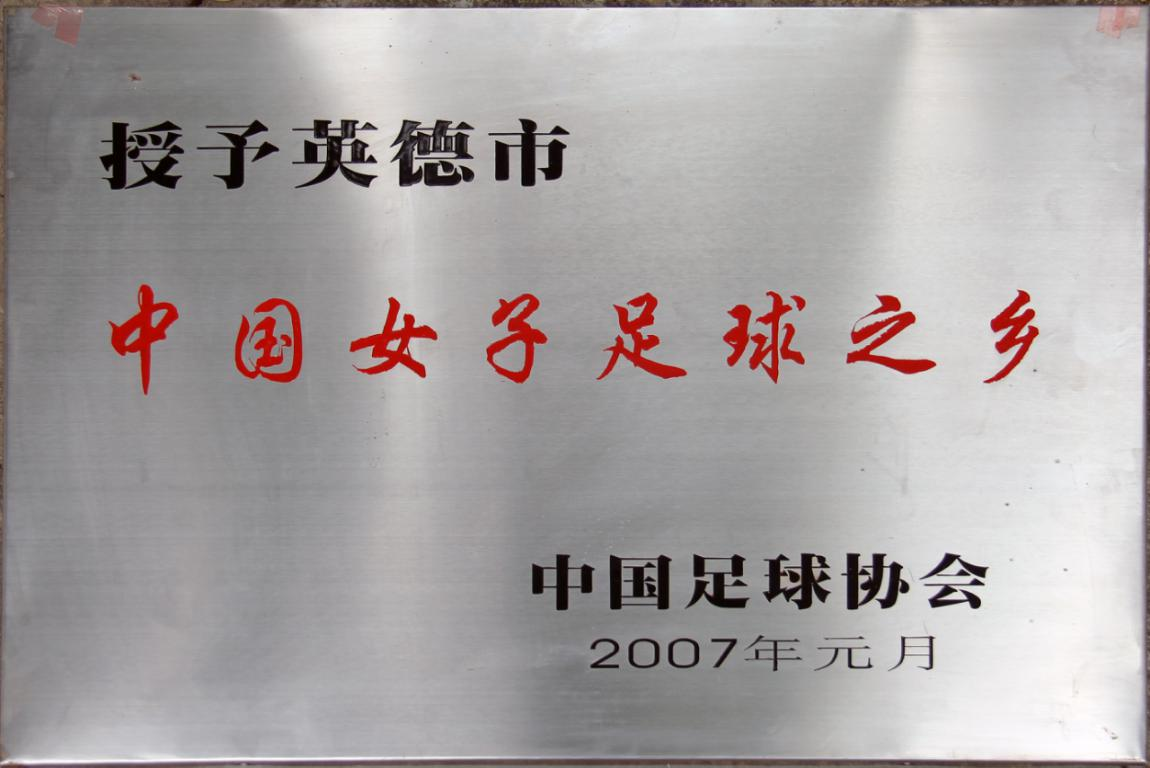 授予英德市
中国女子足球之乡
中国足球协会
2007年元月